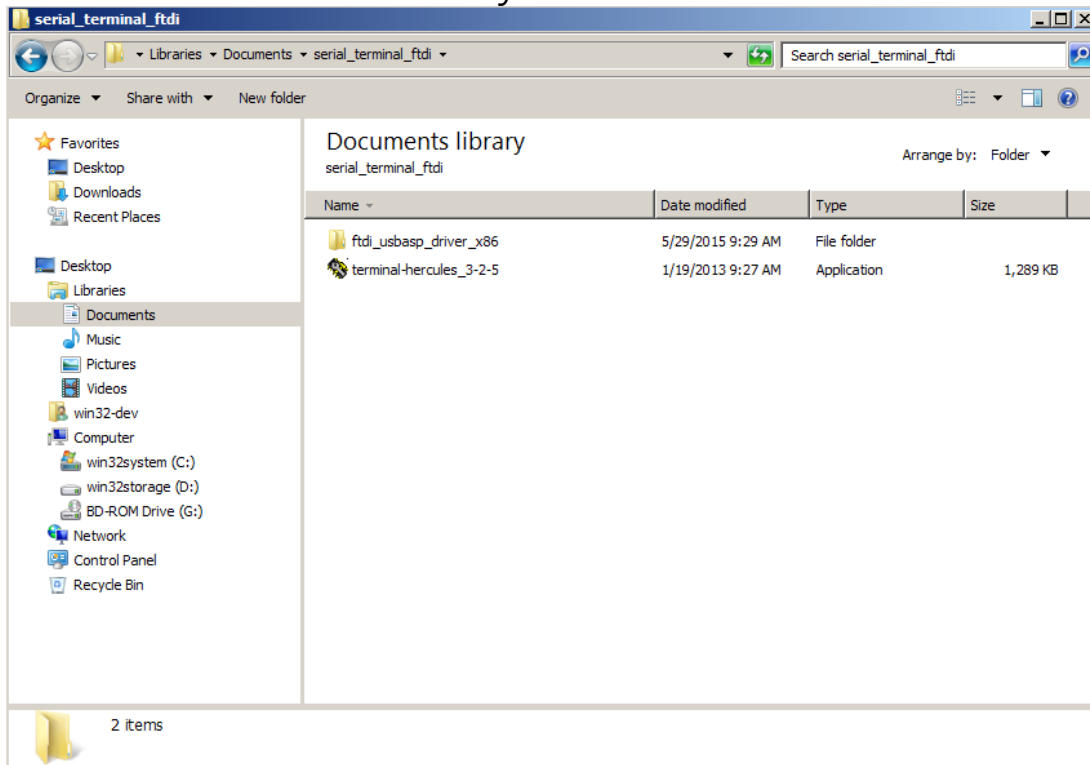 serial_terminal_ftdi
Libraries Documents serial_terminal_ftdi Search serial_terminal_ftdi
Organize Share with New folder
Favorites
Desktop
Downloads
Recent Places
Desktop
Libraries
Documents
Music
Pictures
Videos
win32-dev
Computer
win32system (C:)
win32storage (D:)
BD-ROM Drive (G:)
Network
Control Panel
Recycle Bin
Documents library
serial_terminal_ftdi
Arrange by: Folder
Name Date modified Type Size
ftdi_usbasp_driver_x86 5/29/2015 9:29 AM File folder
terminal-hercules_3-2-5 1/19/2013 9:27 AM Application 1,289 KB
2 items